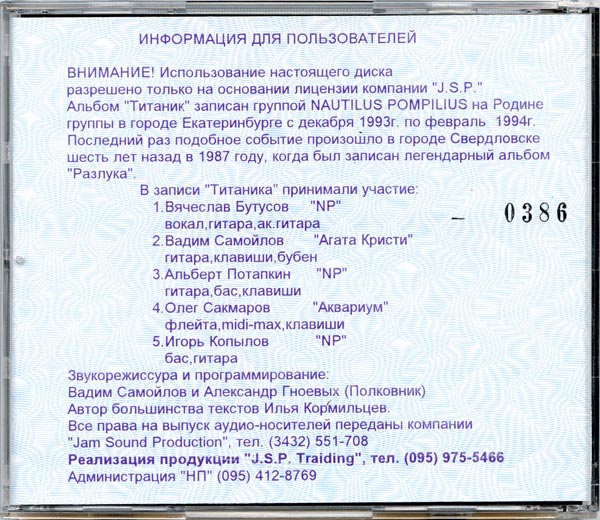 ИНФОРМАЦИЯ ДЛЯ ПОЛЬЗОВАТЕЛЕЙ
ВНИМАНИЕ! Использование настоящего диска
разрешено только на основании лицензии компании "J.S.P."
Альбом "Титаник" записан группой NAUTILUS POMPILIUS на Родине
группы в городе Екатеринбурге с декабря 1993г. по февраль 1994г.
Последний раз подобное событие произошло в городе Свердловске
шесть лет назад в 1987 году, когда был записан легендарный альбом
"Разлука".
В записи "Титаника" принимали участие:
1.Вячеслав Бутусов "NP"
вокал,гитара,ак.гитара
– 0386
2.Вадим Самойлов "Агата Кристи"
гитара,клавиши,бубен
3.Альберт Потапкин "NP"
гитара,бас,клавиши
4.Олег Сакмаров "Аквариум"
флейта,midi-max,клавиши
5.Игорь Копылов "NP"
бас,гитара
Звукорежиссура и программирование:
Вадим Самойлов и Александр Гноевых (Полковник)
Автор большинства текстов Илья Кормильцев.
Все права на выпуск аудио-носителей переданы компании
"Jam Sound Production", тел. (3432) 551-708
Реализация продукции "J.S.P. Traiding", тел. (095) 975-5466
Администрация "НП" (095) 412-8769